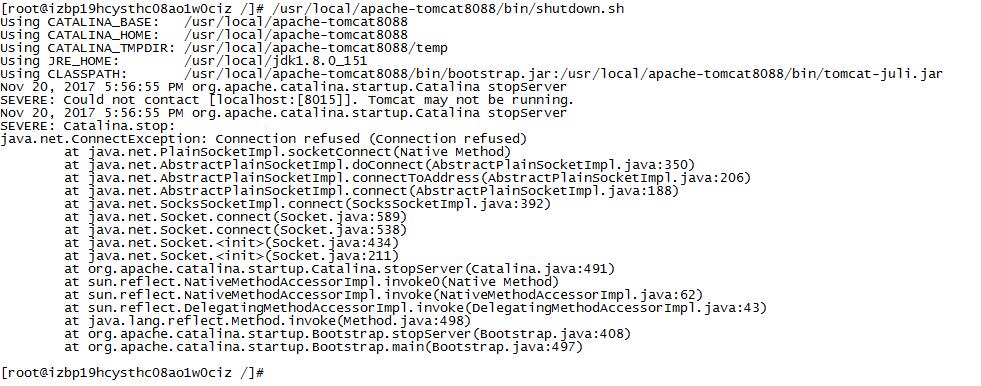 [root@izbp19hcysthc08ao1w0ciz /]# /usr/local/apache-tomcat8088/bin/shutdown.sh
Using CATALINA_BASE:   /usr/local/apache-tomcat8088
Using CATALINA_HOME:   /usr/local/apache-tomcat8088
Using CATALINA_TMPDIR: /usr/local/apache-tomcat8088/temp
Using JRE_HOME:        /usr/local/jdk1.8.0_151
Using CLASSPATH:       /usr/local/apache-tomcat8088/bin/bootstrap.jar:/usr/local/apache-tomcat8088/bin/tomcat-juli.jar
Nov 20, 2017 5:56:55 PM org.apache.catalina.startup.Catalina stopServer
SEVERE: Could not contact [localhost:[8015]]. Tomcat may not be running.
Nov 20, 2017 5:56:55 PM org.apache.catalina.startup.Catalina stopServer
SEVERE: Catalina.stop:
java.net.ConnectException: Connection refused (Connection refused)
        at java.net.PlainSocketImpl.socketConnect(Native Method)
        at java.net.AbstractPlainSocketImpl.doConnect(AbstractPlainSocketImpl.java:350)
        at java.net.AbstractPlainSocketImpl.connectToAddress(AbstractPlainSocketImpl.java:206)
        at java.net.AbstractPlainSocketImpl.connect(AbstractPlainSocketImpl.java:188)
        at java.net.SocksSocketImpl.connect(SocksSocketImpl.java:392)
        at java.net.Socket.connect(Socket.java:589)
        at java.net.Socket.connect(Socket.java:538)
        at java.net.Socket.<init>(Socket.java:434)
        at java.net.Socket.<init>(Socket.java:211)
        at org.apache.catalina.startup.Catalina.stopServer(Catalina.java:491)
        at sun.reflect.NativeMethodAccessorImpl.invoke0(Native Method)
        at sun.reflect.NativeMethodAccessorImpl.invoke(NativeMethodAccessorImpl.java:62)
        at sun.reflect.DelegatingMethodAccessorImpl.invoke(DelegatingMethodAccessorImpl.java:43)
        at java.lang.reflect.Method.invoke(Method.java:498)
        at org.apache.catalina.startup.Bootstrap.stopServer(Bootstrap.java:408)
        at org.apache.catalina.startup.Bootstrap.main(Bootstrap.java:497)
[root@izbp19hcysthc08ao1w0ciz /]#